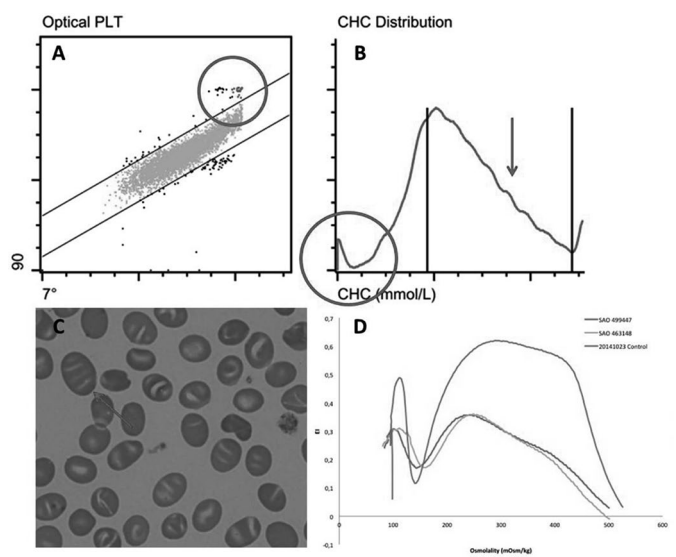 Optical PLT
A
90
7°
CHC Distribution
B
CHC (mmol/L)
C
D
SAO 499447
SAO 463148
20141023 Control
EI
0,7
0,6
0,5
0,4
0,3
0,2
0,1
0
-0,1
0 100 200 300 400 500 600
Osmolality (mOsm/kg)